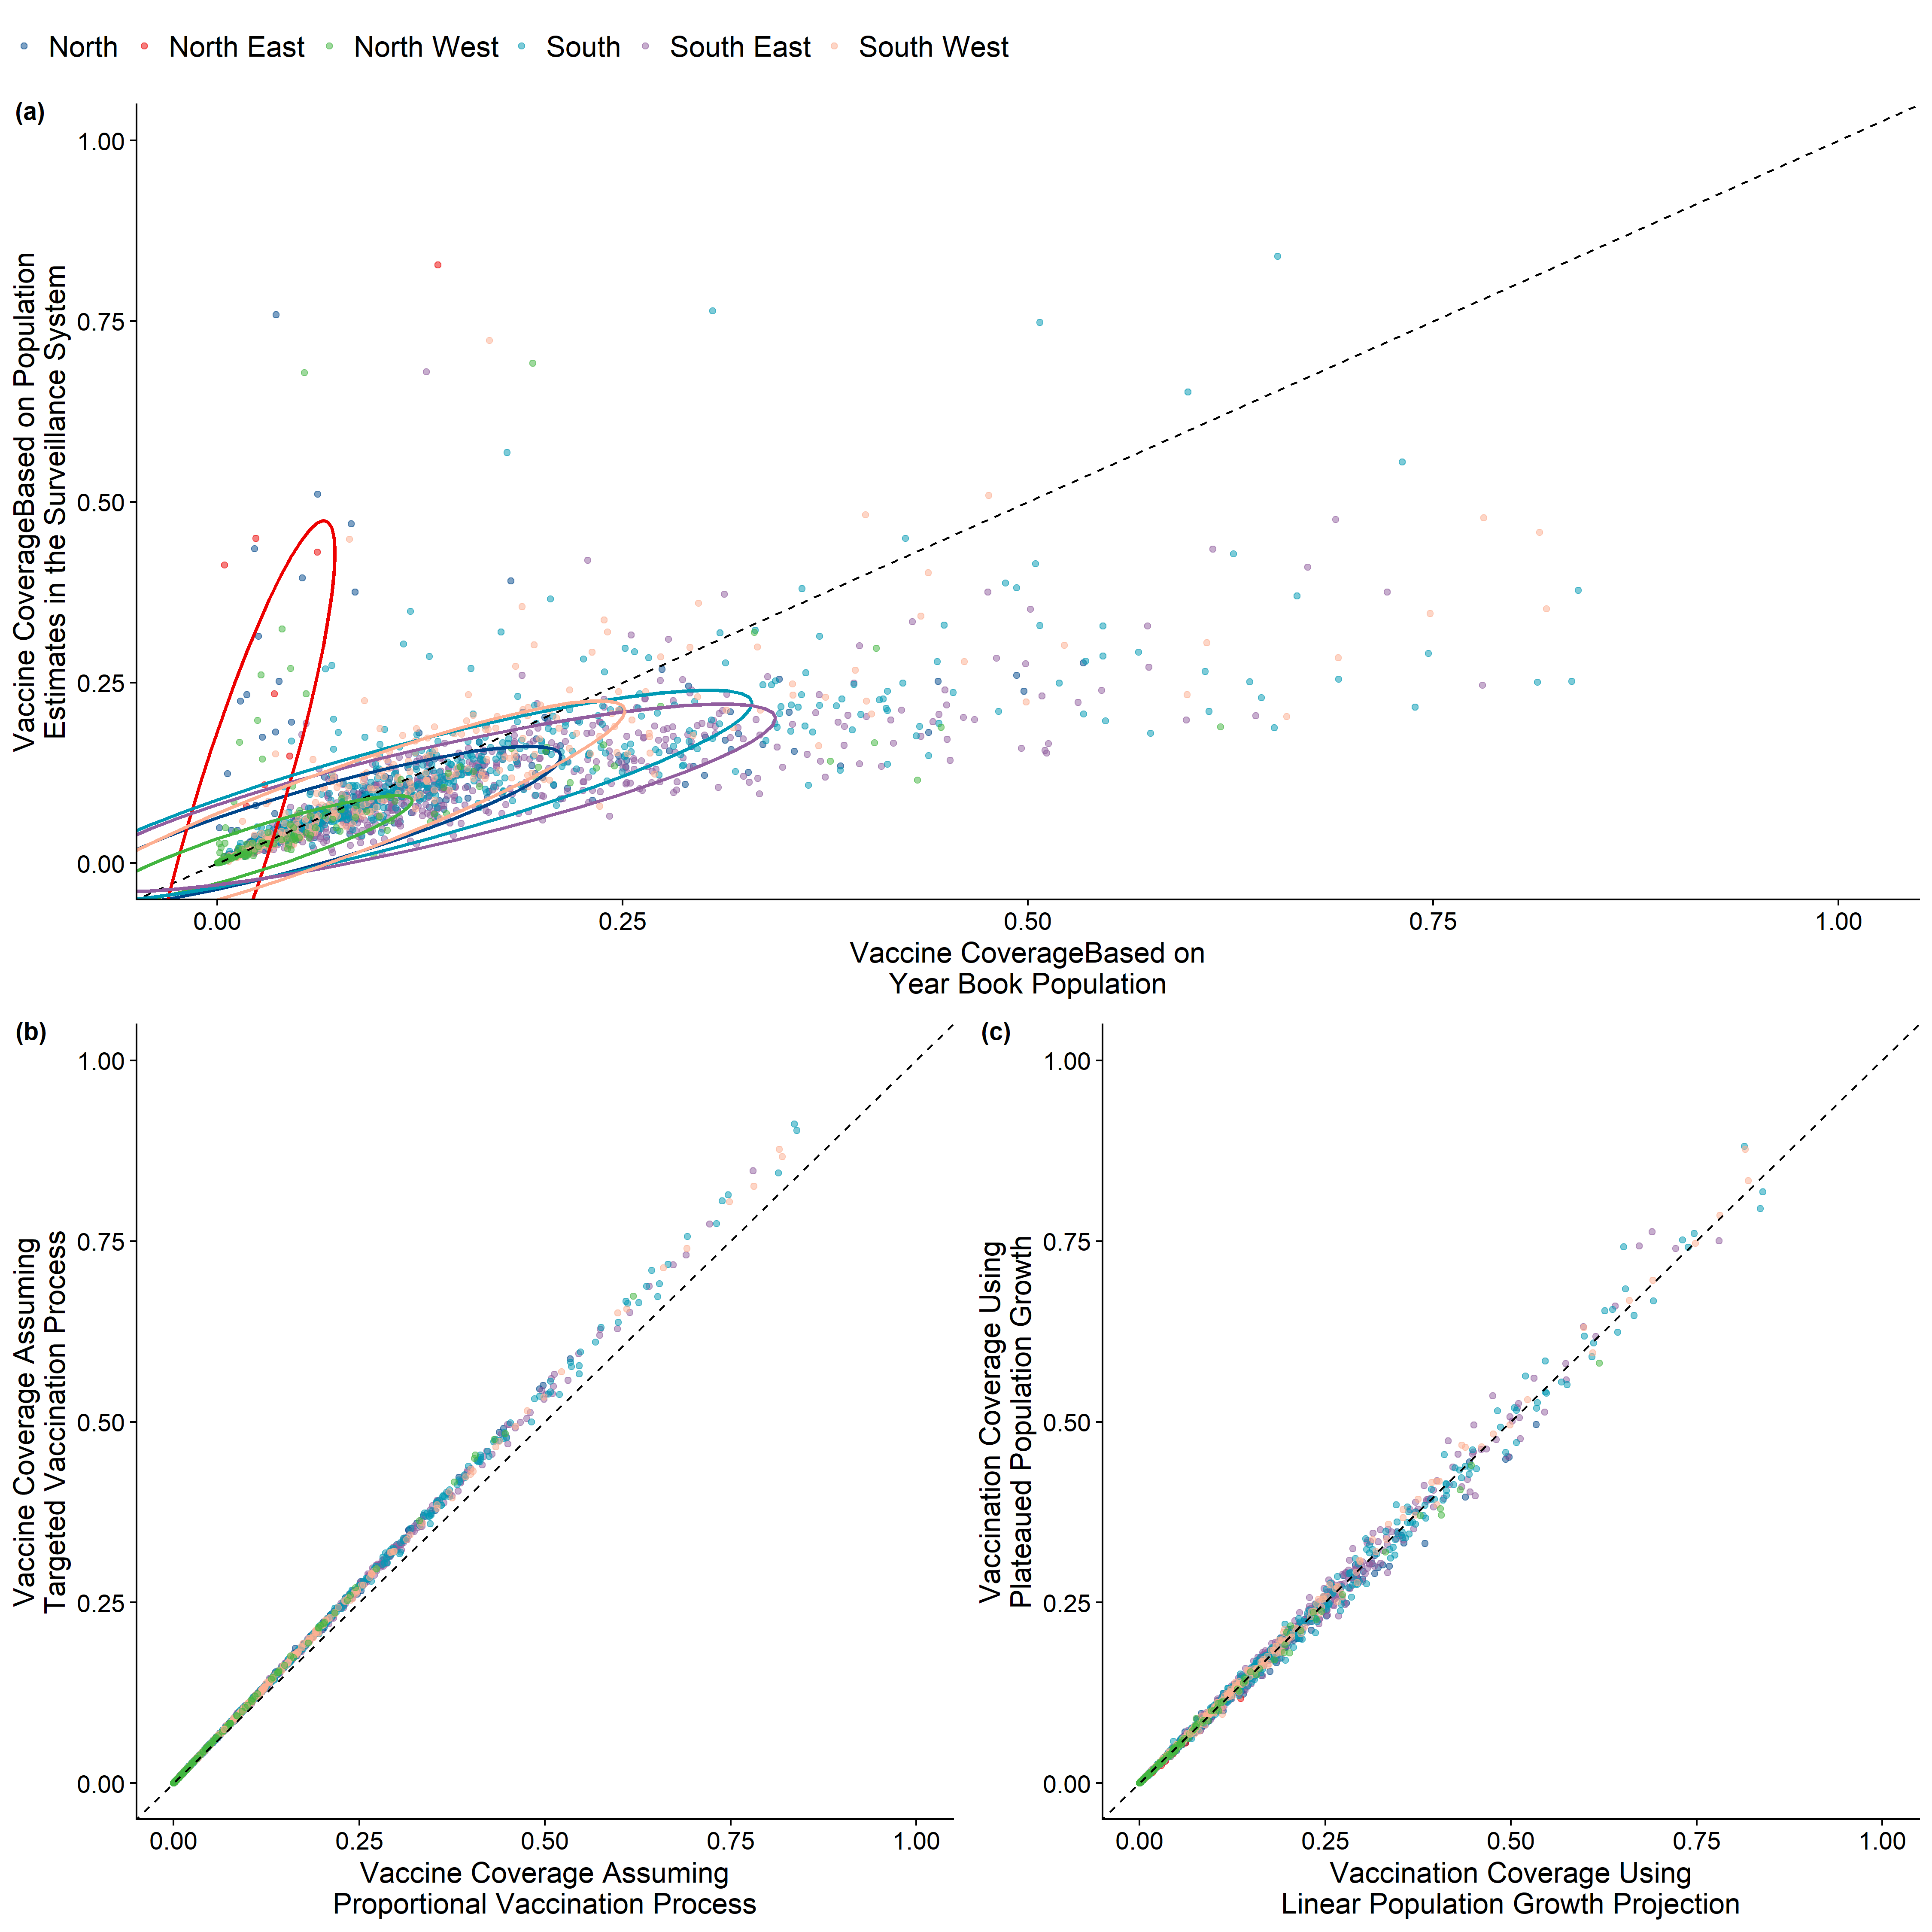 North North East North West South South East South West
(a)
1.00
0.75
0.50
0.25
0.00
Vaccine CoverageBased on Population
Estimates in the Surveillance System
0.00 0.25 0.50 0.75 1.00
Vaccine CoverageBased on
Year Book Population
(b)
1.00
0.75
0.50
0.25
0.00
Vaccine Coverage Assuming
Targeted Vaccination Process
0.00 0.25 0.50 0.75 1.00
Vaccine Coverage Assuming
Proportional Vaccination Process
(c)
1.00
0.75
0.50
0.25
0.00
Vaccination Coverage Using
Plateaued Population Growth
0.00 0.25 0.50 0.75 1.00
Vaccination Coverage Using
Linear Population Growth Projection